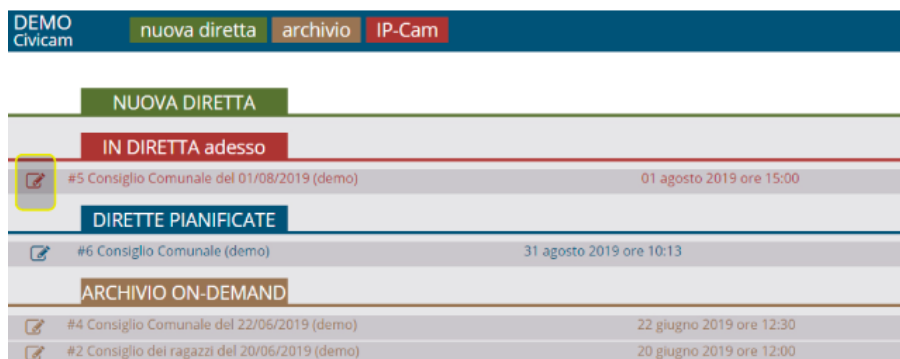 DEMO
Civicam
nuova diretta archivio IP-Cam
NUOVA DIRETTA
IN DIRETTA adesso
#5 Consiglio Comunale del 01/08/2019 (demo) 01 agosto 2019 ore 15:00
DIRETTE PIANIFICATE
#6 Consiglio Comunale (demo) 31 agosto 2019 ore 10:13
ARCHIVIO ON-DEMAND
#4 Consiglio Comunale del 22/06/2019 (demo) 22 giugno 2019 ore 12:30
#2 Consiglio dei ragazzi del 20/06/2019 (demo) 20 giugno 2019 ore 12:00